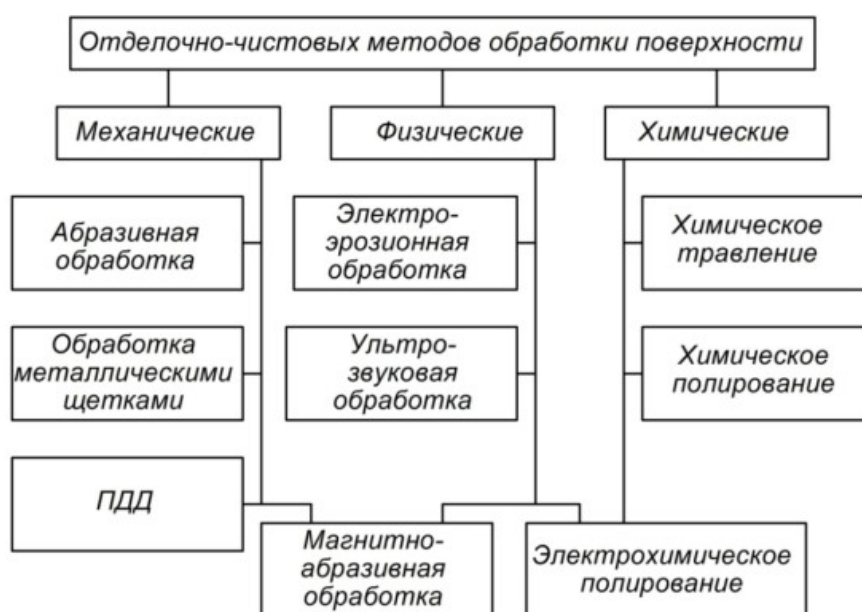 Отделочно-чистовых методов обработки поверхности
Механические
Физические
Химические
Абразивная
обработка
Электро-
эрозионная
обработка
Химическое
травление
Обработка
металлическими
щетками
Ультро-
звуковая
обработка
Химическое
полирование
ПДД
Магнитно-
абразивная
обработка
Электрохимическое
полирование